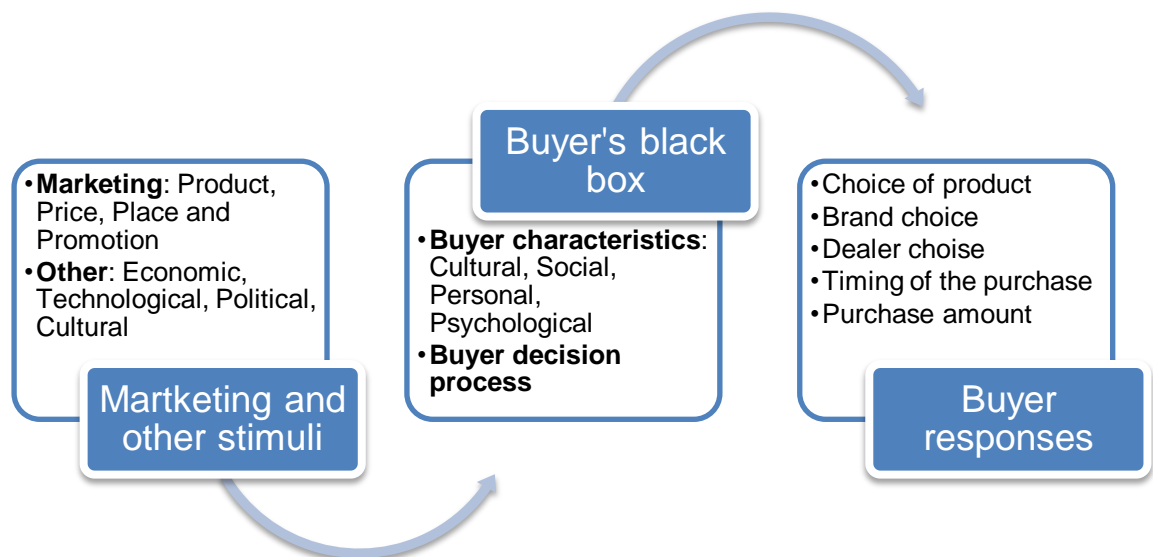 •Marketing: Product,
Price, Place and
Promotion
•Other: Economic,
Technological, Political,
Cultural
Martketing and
other stimuli
Buyer's black
box
•Buyer characteristics:
Cultural, Social,
Personal,
Psychological
•Buyer decision
process
•Choice of product
•Brand choice
•Dealer choise
•Timing of the purchase
•Purchase amount
Buyer
responses